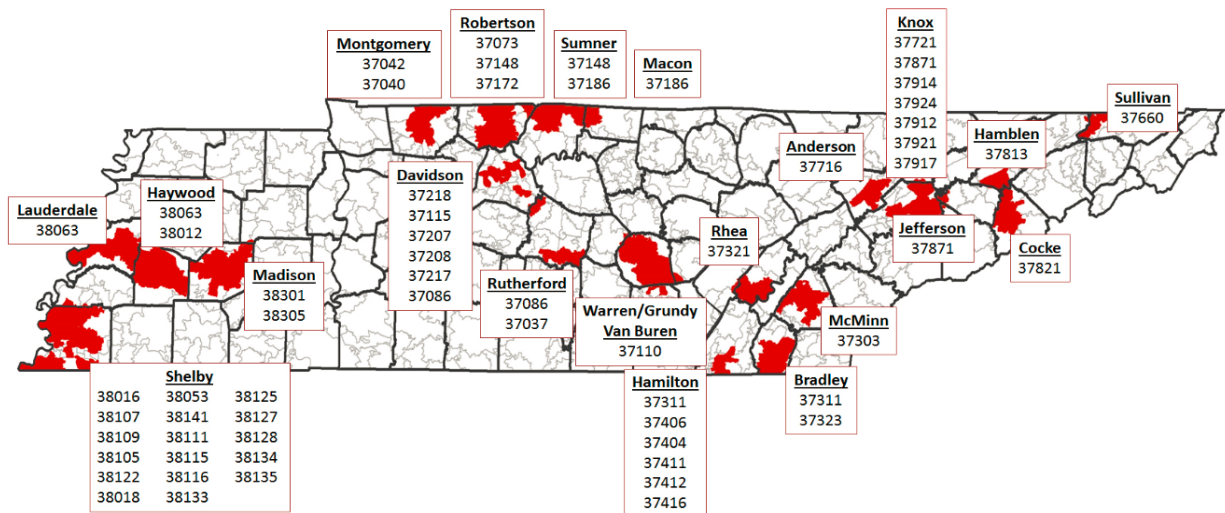 Montgomery
37042
37040
Robertson
37073
37148
37172
Sumner
37148
37186
Macon
37186
Knox
37721
37871
37914
37924
37912
37921
37917
Sullivan
37660
Hamblen
37813
Anderson
37716
Lauderdale
38063
Haywood
38063
38012
Davidson
37218
37115
37207
37208
37217
37086
Rhea
37321
Jefferson
37871
Cocke
37821
Madison
38301
38305
Rutherford
37086
37037
Warren/Grundy
Van Buren
37110
McMinn
37303
Shelby
38016 38053 38125
38107 38141 38127
38109 38111 38128
38105 38115 38134
38122 38116 38135
38018 38133
Hamilton
37311
37406
37404
37411
37412
37416
Bradley
37311
37323